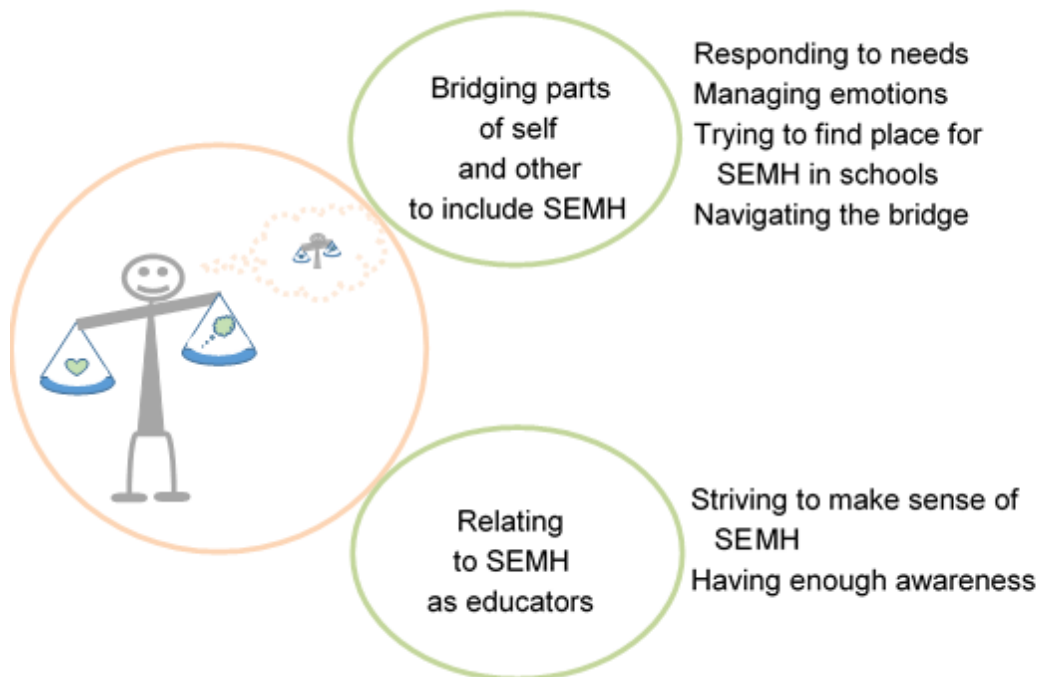 Bridging parts
of self
and other
to include SEMH
Responding to needs
Managing emotions
Trying to find place for
SEMH in schools
Navigating the bridge
Relating
to SEMH
as educators
Striving to make sense of
SEMH
Having enough awareness